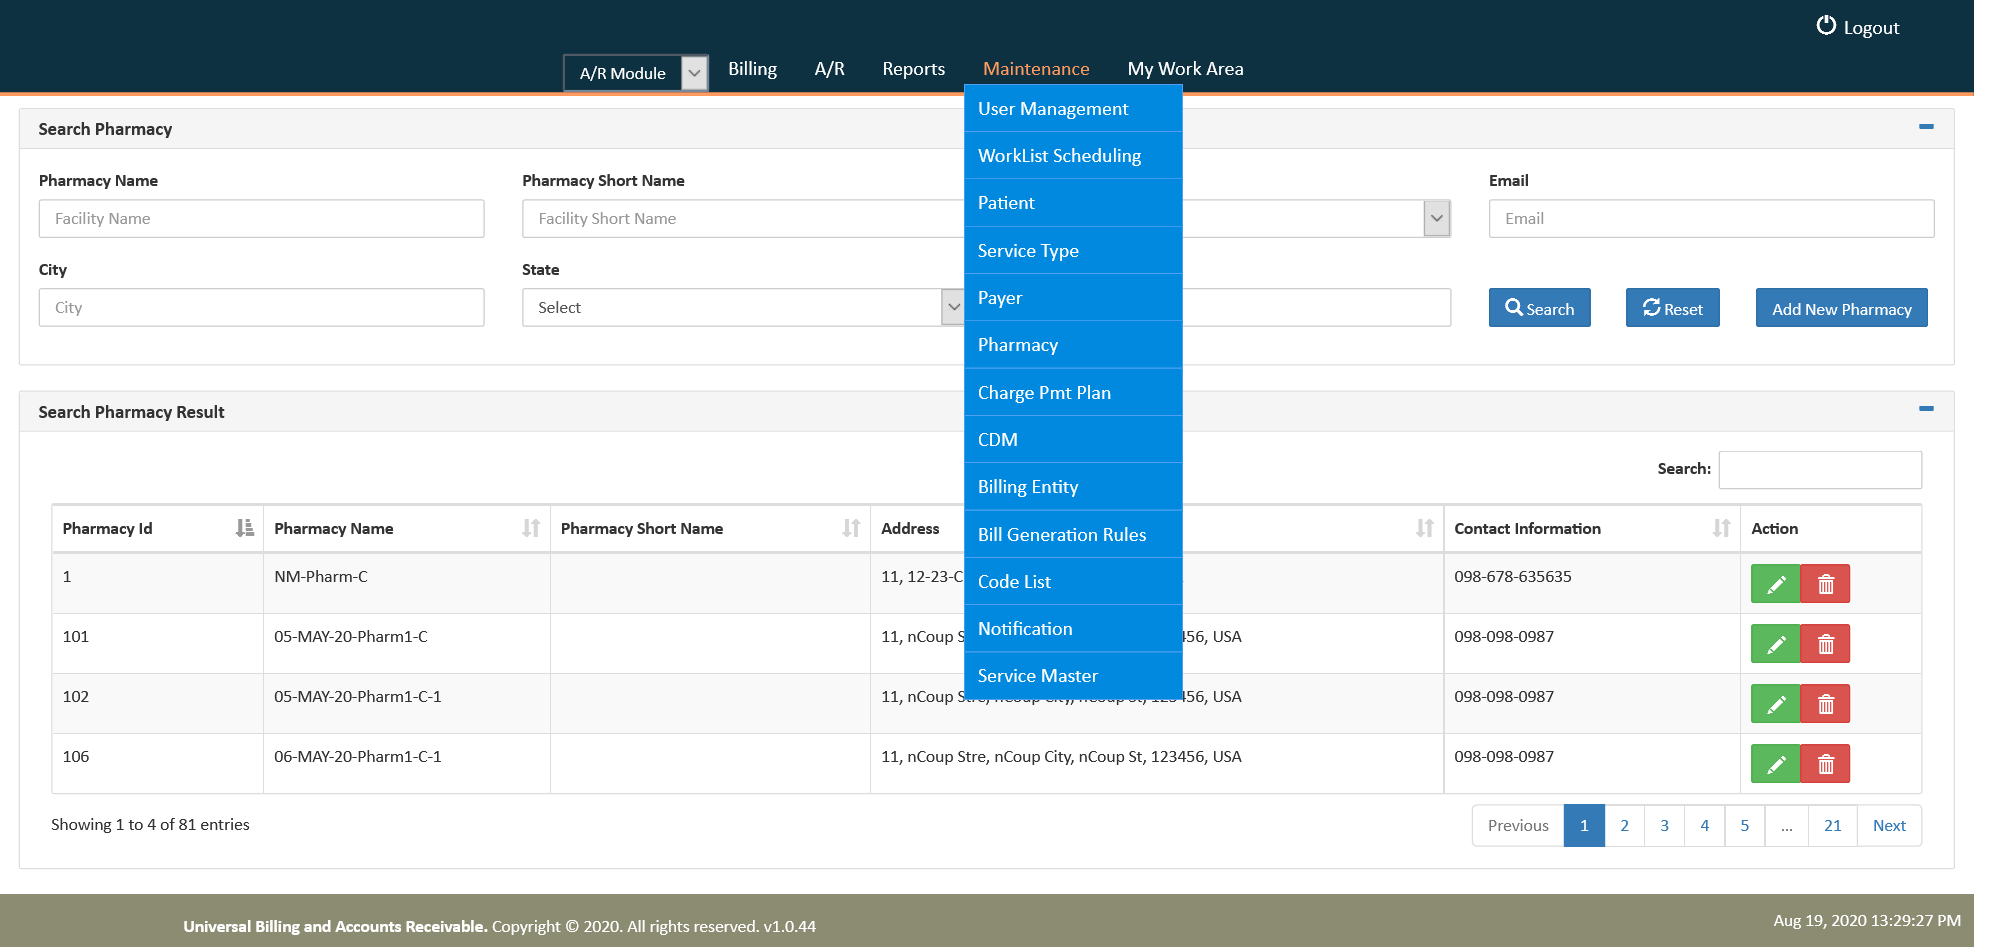 Logout
A/R Module Billing A/R Reports Maintenance My Work Area
User Management
WorkList Scheduling
Patient
Service Type
Payer
Pharmacy
Charge Pmt Plan
CDM
Billing Entity
Bill Generation Rules
Code List
Notification
Service Master
Search Pharmacy
Pharmacy Name Pharmacy Short Name Email
Facility Name Facility Short Name Email
City State
City Select Search Reset Add New Pharmacy
Search Pharmacy Result
Search:
Pharmacy Id Pharmacy Name Pharmacy Short Name Address Contact Information Action
1 NM-Pharm-C 11, 12-23-C 098-678-635635
101 05-MAY-20-Pharm1-C 11, nCoup S 456, USA 098-098-0987
102 05-MAY-20-Pharm1-C-1 11, nCoup Stre, nCoup City, nCoup St, 123456, USA 098-098-0987
106 06-MAY-20-Pharm1-C-1 11, nCoup Stre, nCoup City, nCoup St, 123456, USA 098-098-0987
Showing 1 to 4 of 81 entries Previous 1 2 3 4 5 ... 21 Next
Universal Billing and Accounts Receivable. Copyright © 2020. All rights reserved. v1.0.44 Aug 19, 2020 13:29:27 PM